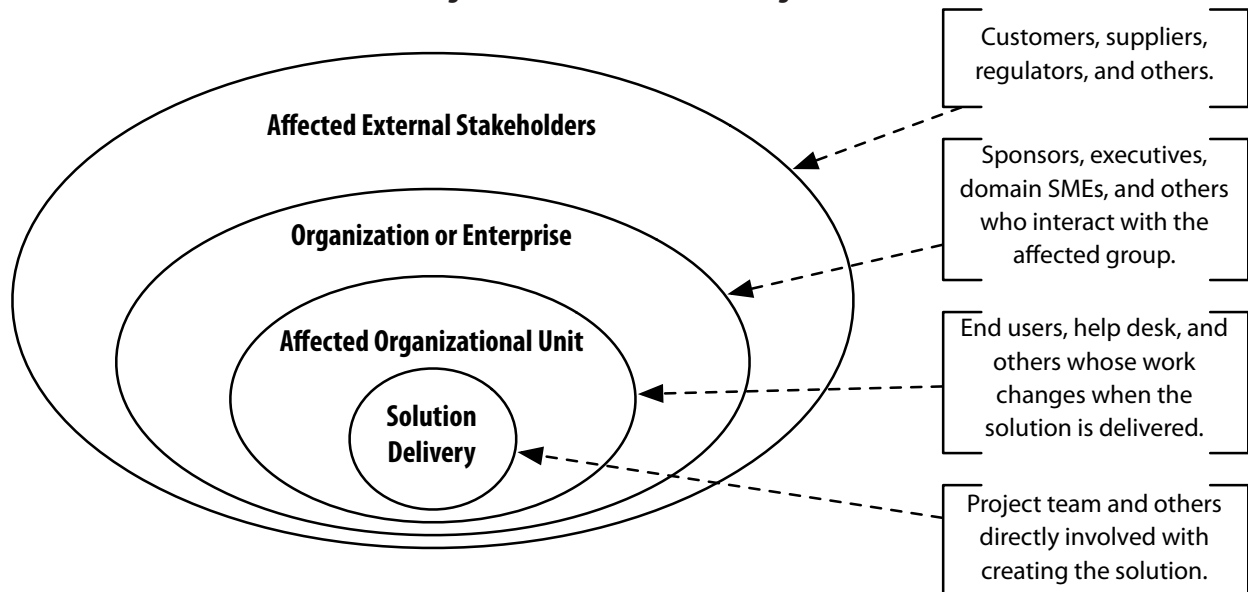 Affected External Stakeholders
Organization or Enterprise
Affected Organizational Unit
Solution
Delivery
Customers, suppliers,
regulators, and others.
Sponsors, executives,
domain SMEs, and others
who interact with the
affected group.
End users, help desk, and
others whose work
changes when the
solution is delivered.
Project team and others
directly involved with
creating the solution.